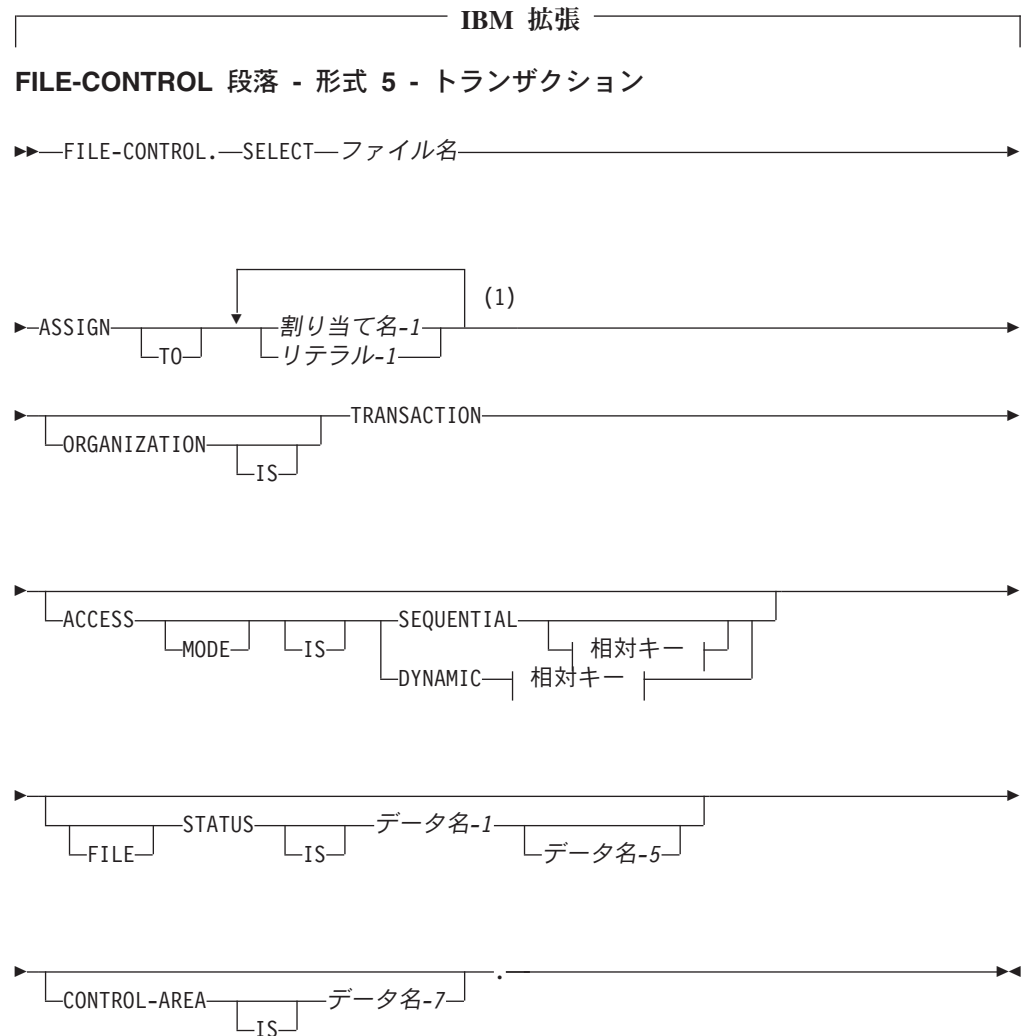 IBM 拡張
FILE-CONTROL 段落 - 形式 5 - トランザクション
FILE-CONTROL. SELECT ファイル名
(1)
ASSIGN TO 割り当て名-1
リテラル-1
TRANSACTION
ORGANIZATION IS
ACCESS MODE IS SEQUENTIAL 相対キー
DYNAMIC 相対キー
FILE STATUS IS データ名-1 データ名-5
.
CONTROL-AREA IS データ名-7